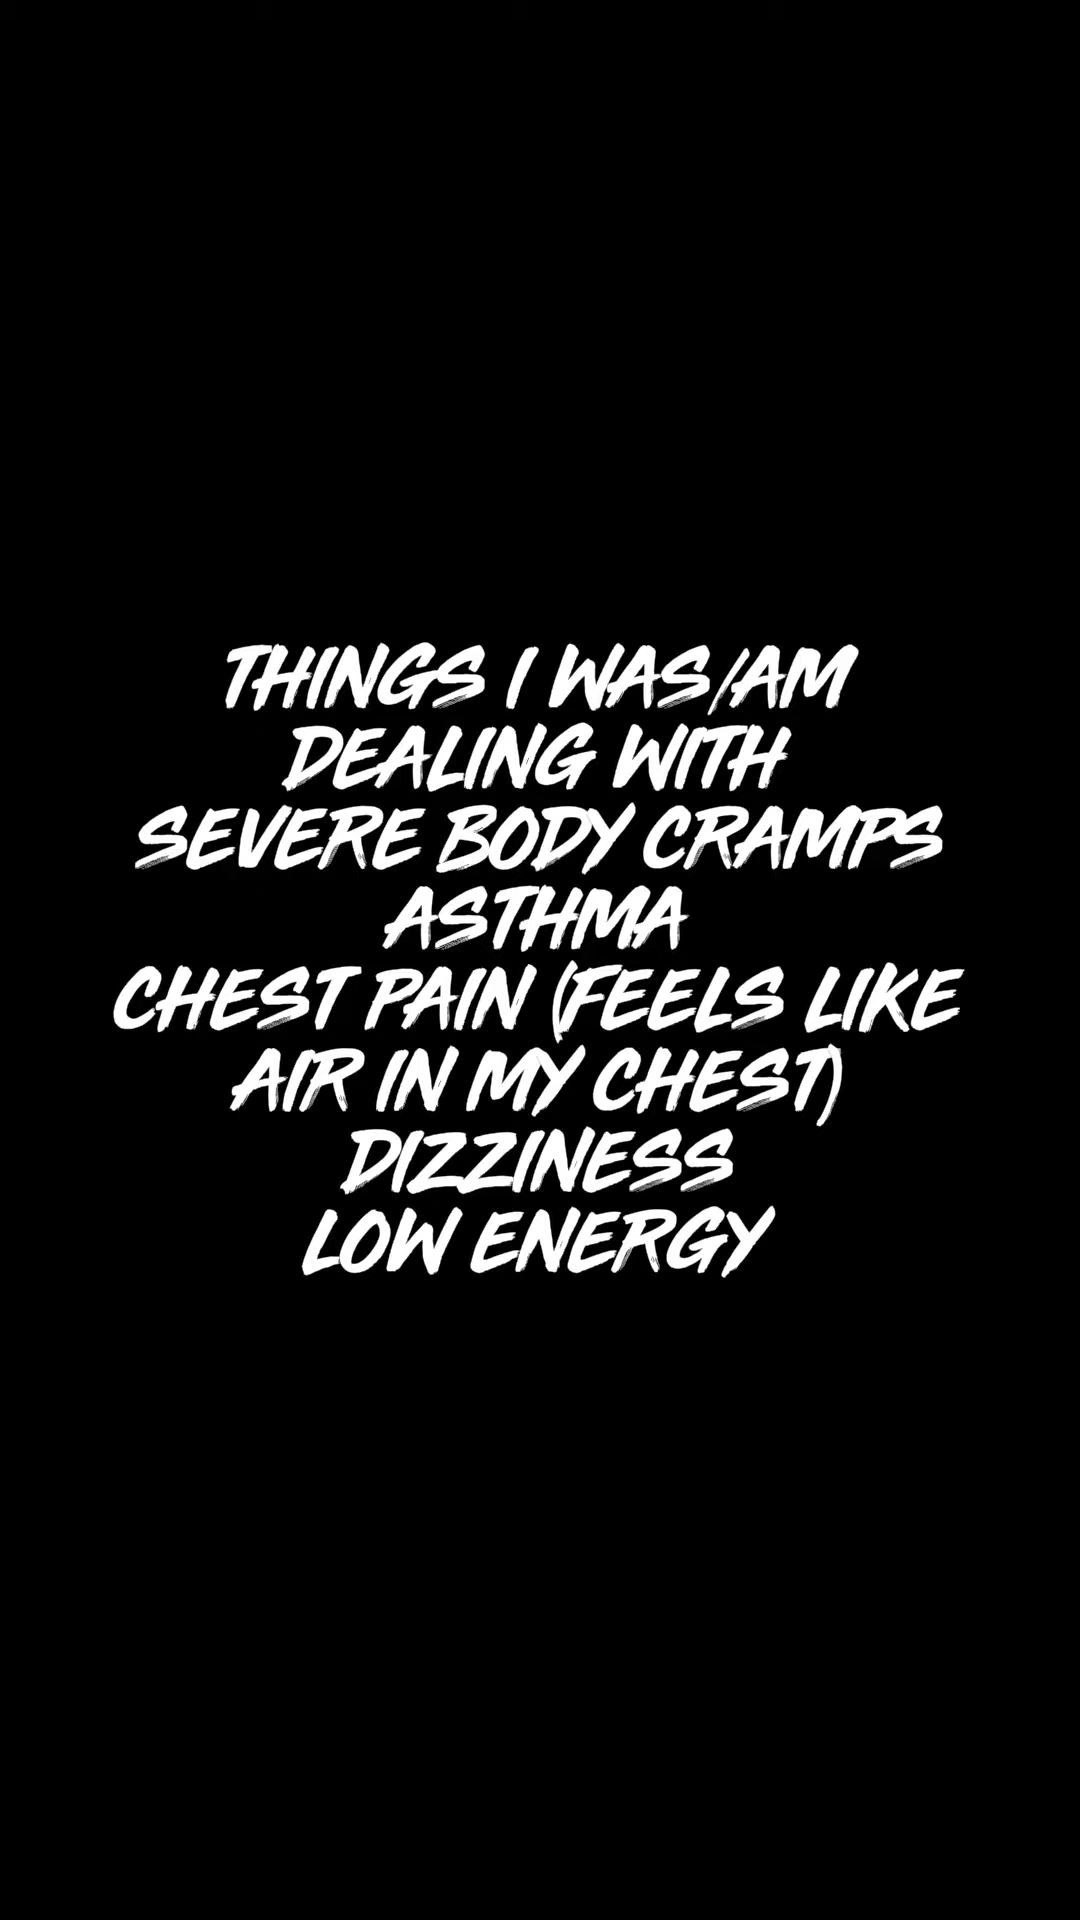 THINGS I WAS/AM
DEALING WITH
SEVERE BODY CRAMPS
ASTHMA
CHEST PAIN (FEELS LIKE
AIR IN MY CHEST)
DIZZINESS
LOW ENERGY